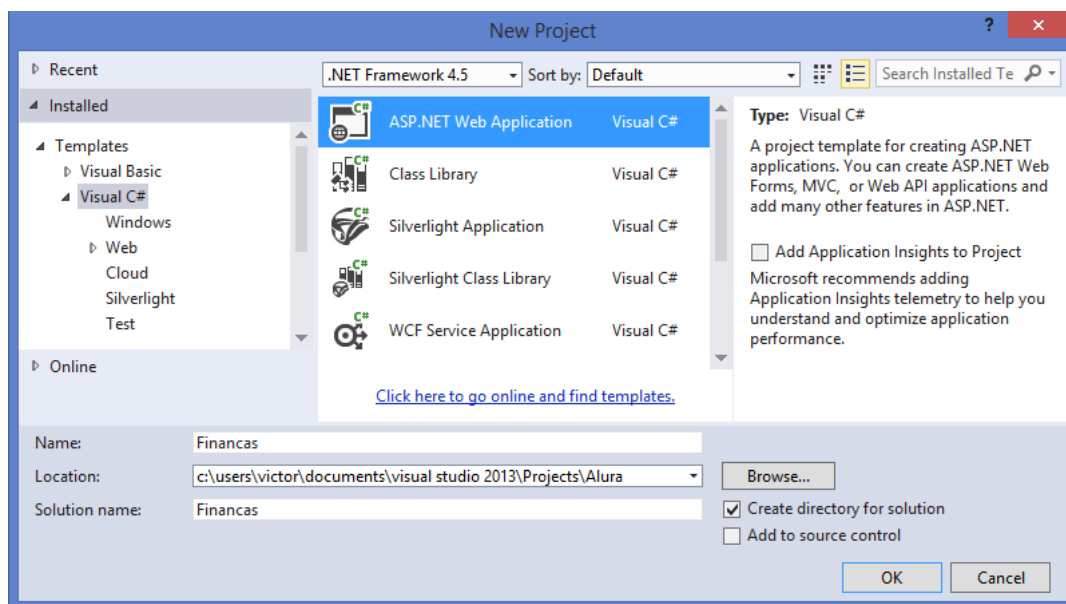 New Project
?
Recent
.NET Framework 4.5
Sort by:
Default
Search Installed Te
Installed
Templates
Visual Basic
Visual C#
Windows
Web
Cloud
Silverlight
Test
Online
ASP.NET Web Application Visual C#
Class Library Visual C#
Silverlight Application Visual C#
Silverlight Class Library Visual C#
WCF Service Application Visual C#
Click here to go online and find templates.
Type: Visual C#
A project template for creating ASP.NET
applications. You can create ASP.NET Web
Forms, MVC, or Web API applications and
add many other features in ASP.NET.
Add Application Insights to Project
Microsoft recommends adding
Application Insights telemetry to help you
understand and optimize application
performance.
Name: Financas
Location: c:\users\victor\documents\visual studio 2013\Projects\Alura
Browse...
Solution name: Financas
Create directory for solution
Add to source control
OK
Cancel